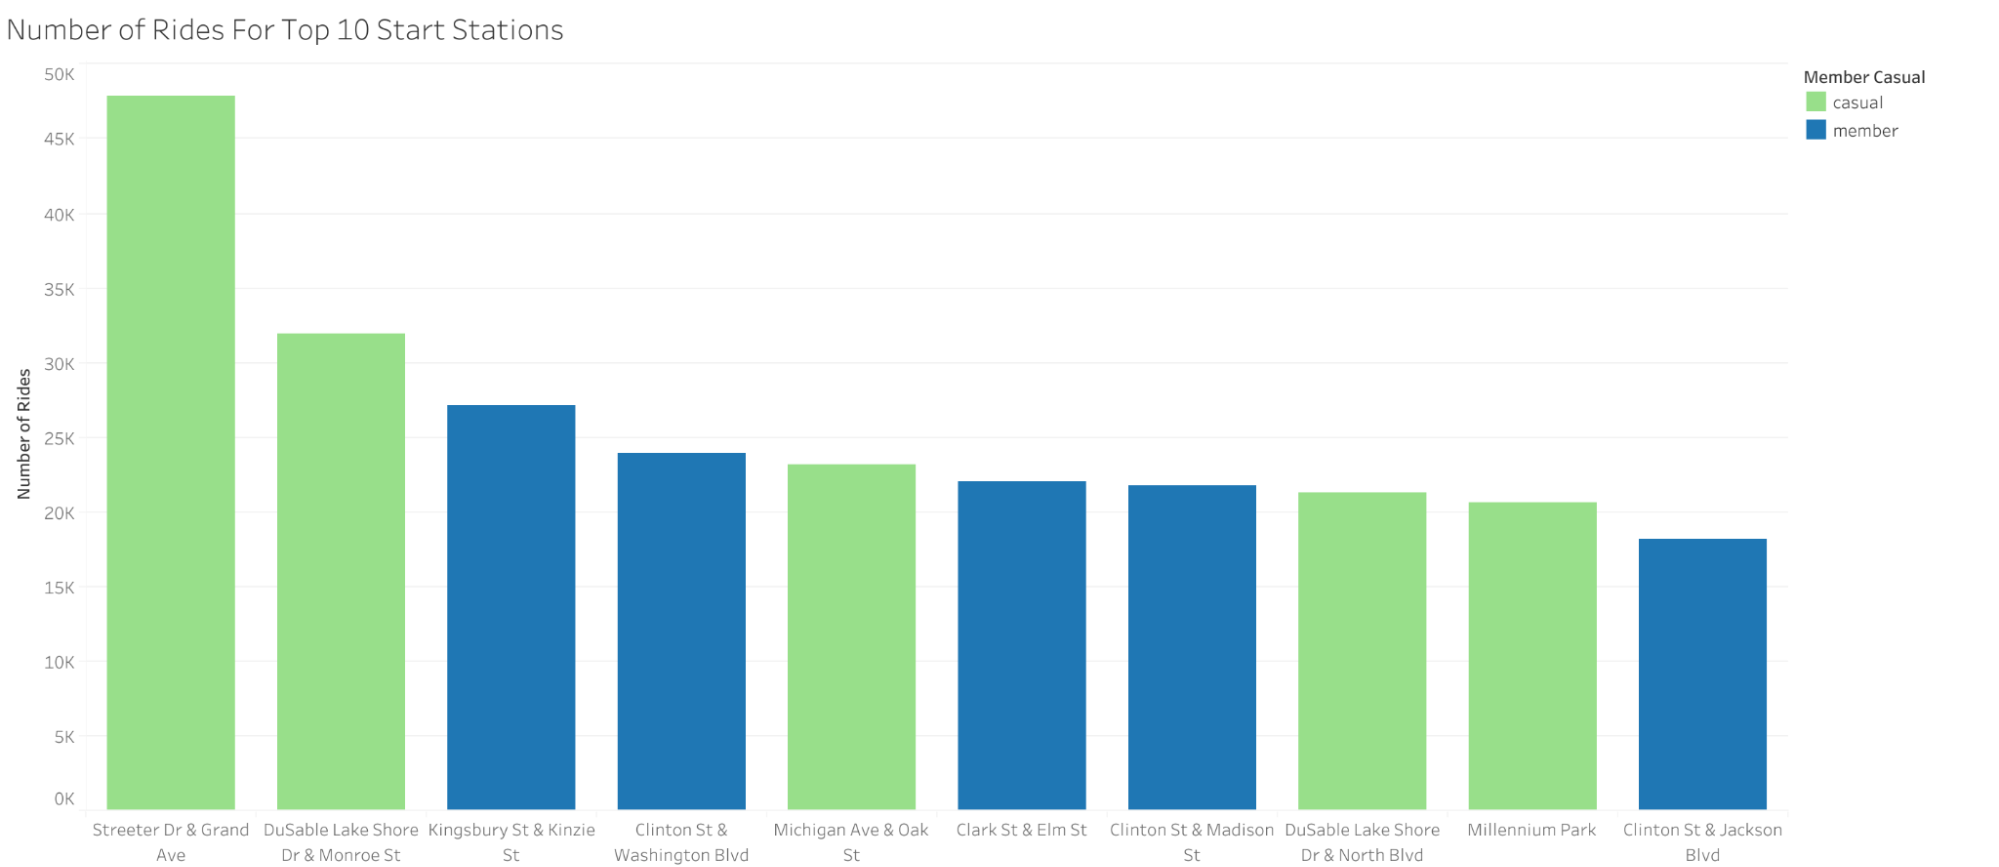 Number of Rides For Top 10 Start Stations
Member Casual
casual
member
Number of Rides
50K
45K
40K
35K
30K
25K
20K
15K
10K
5K
0K
Streeter Dr & Grand
Ave
DuSable Lake Shore
Dr & Monroe St
Kingsbury St & Kinzie
St
Clinton St &
Washington Blvd
Michigan Ave & Oak
St
Clark St & Elm St
Clinton St & Madison
St
DuSable Lake Shore
Dr & North Blvd
Millennium Park
Clinton St & Jackson
Blvd